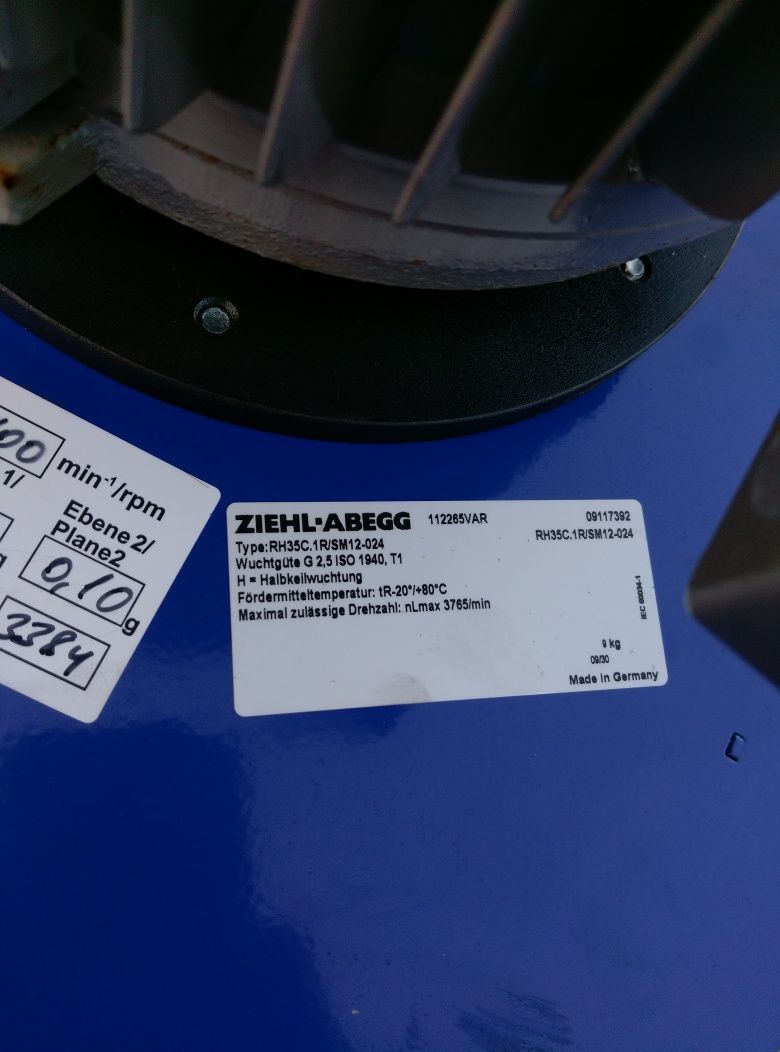 00 min-1/rpm
1/
Ebene 2/
Plane2
0,10 g
3384
ZIEHL-ABEGG 112265VAR 09117392
Type:RH35C.1R/SM12-024 RH35C.1R/SM12-024
Wuchtgüte G 2,5 ISO 1940, T1
H = Halbkeilwuchtung
Fördermitteltemperatur: tR-20°/+80°C
Maximal zulässige Drehzahl: nLmax 3765/min
IEC 60034-1
9 kg
09/30
Made In Germany